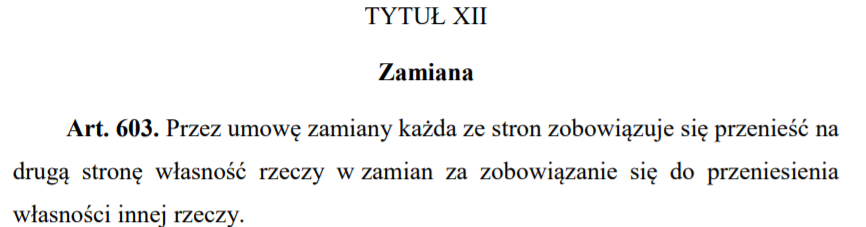 TYTUŁ XII
Zamiana
Art. 603. Przez umowę zamiany każda ze stron zobowiązuje się przenieść na
drugą stronę własność rzeczy w zamian za zobowiązanie się do przeniesienia
własności innej rzeczy.